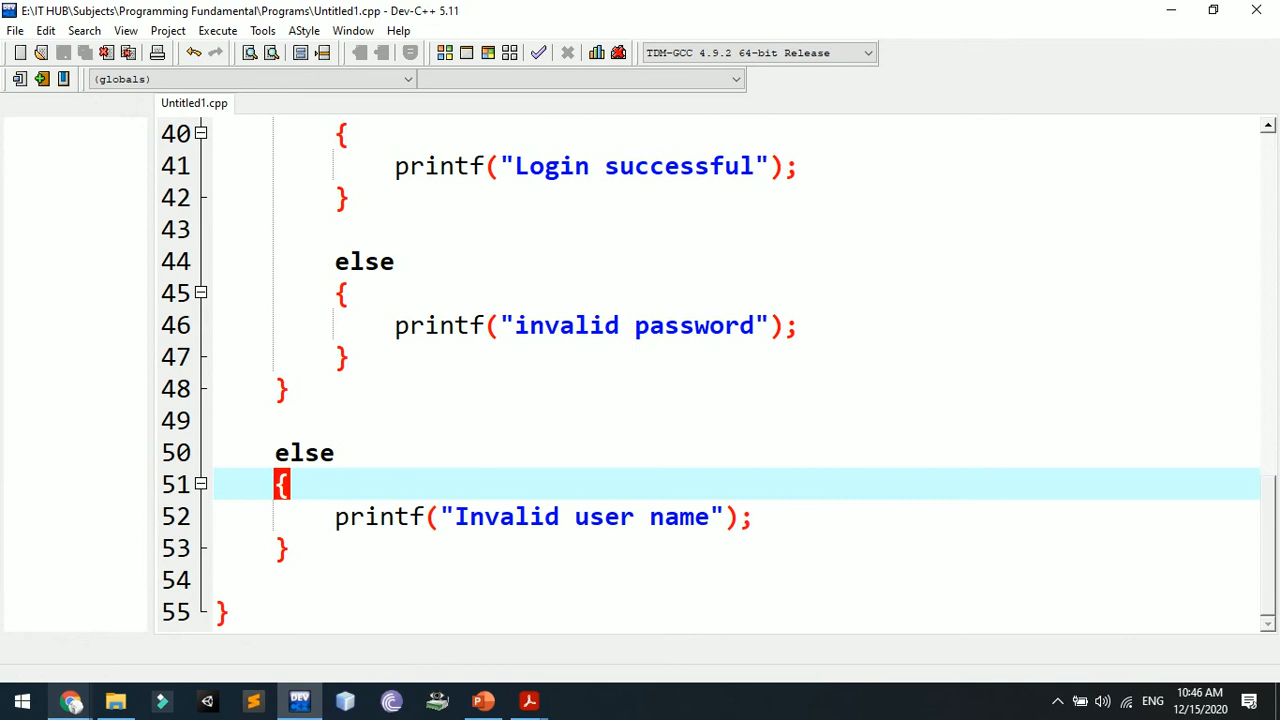 E:\IT HUB\Subjects\Programming Fundamental\Programs\Untitled1.cpp - Dev-C++ 5.11
File Edit Search View Project Execute Tools AStyle Window Help
TDM-GCC 4.9.2 64-bit Release
(globals)
Untitled1.cpp
40 {
41 printf("Login successful");
42 }
43
44 else
45 {
46 printf("invalid password");
47 }
48 }
49
50 else
51 {
52 printf("Invalid user name");
53 }
54
55 }
DEV
ENG
10:46 AM
12/15/2020